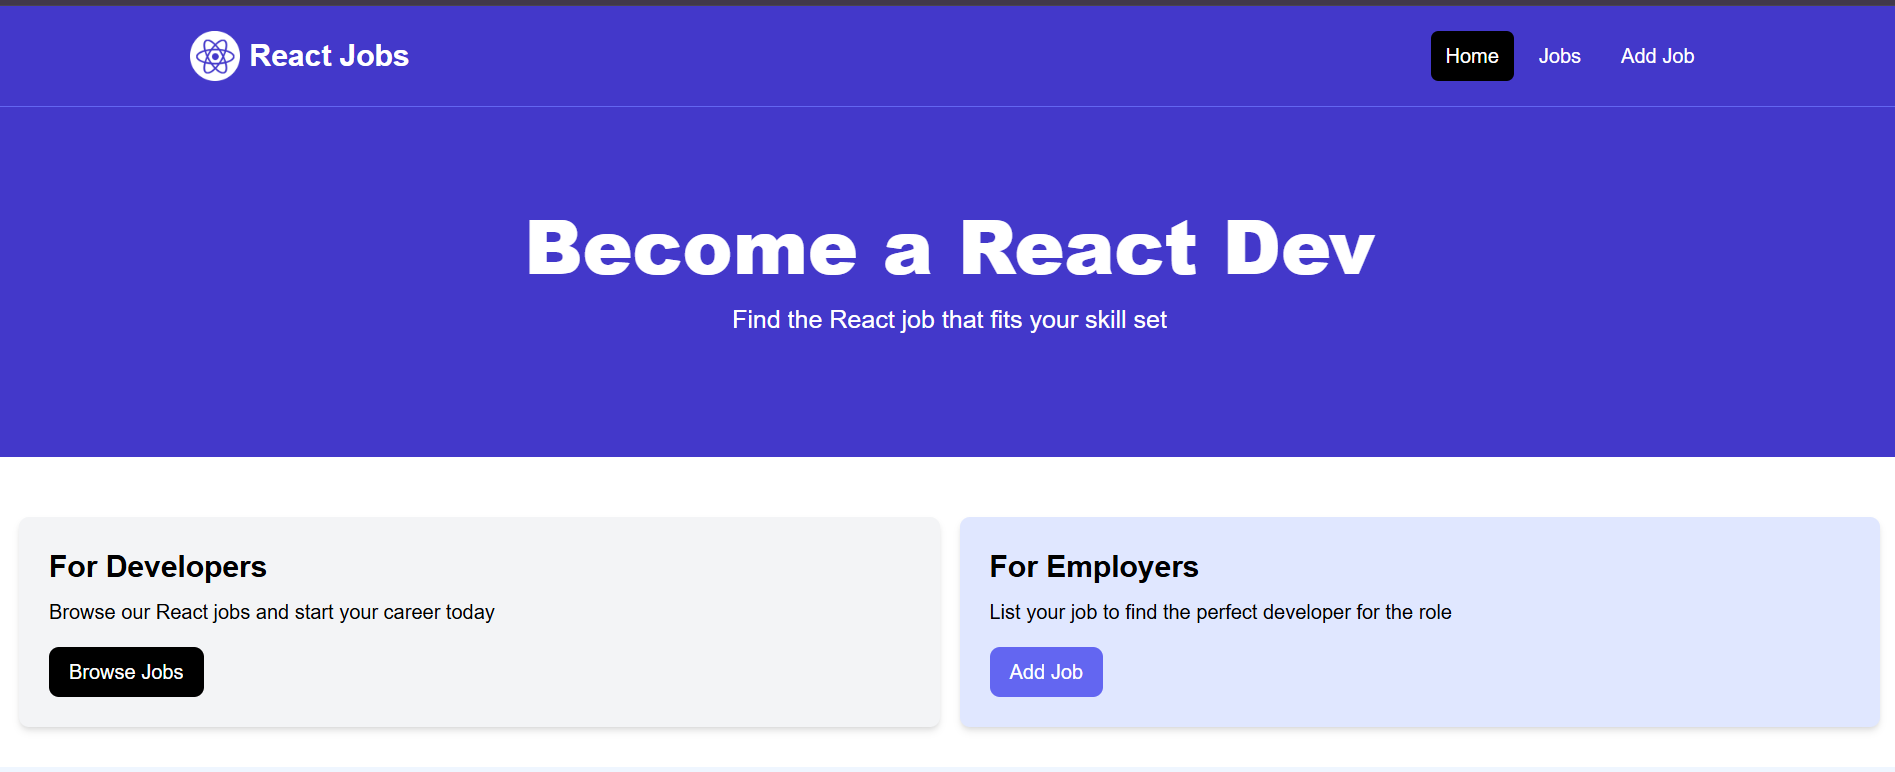 React Jobs
Home
Jobs
Add Job
Become a React Dev
Find the React job that fits your skill set
For Developers
Browse our React jobs and start your career today
Browse Jobs
For Employers
List your job to find the perfect developer for the role
Add Job